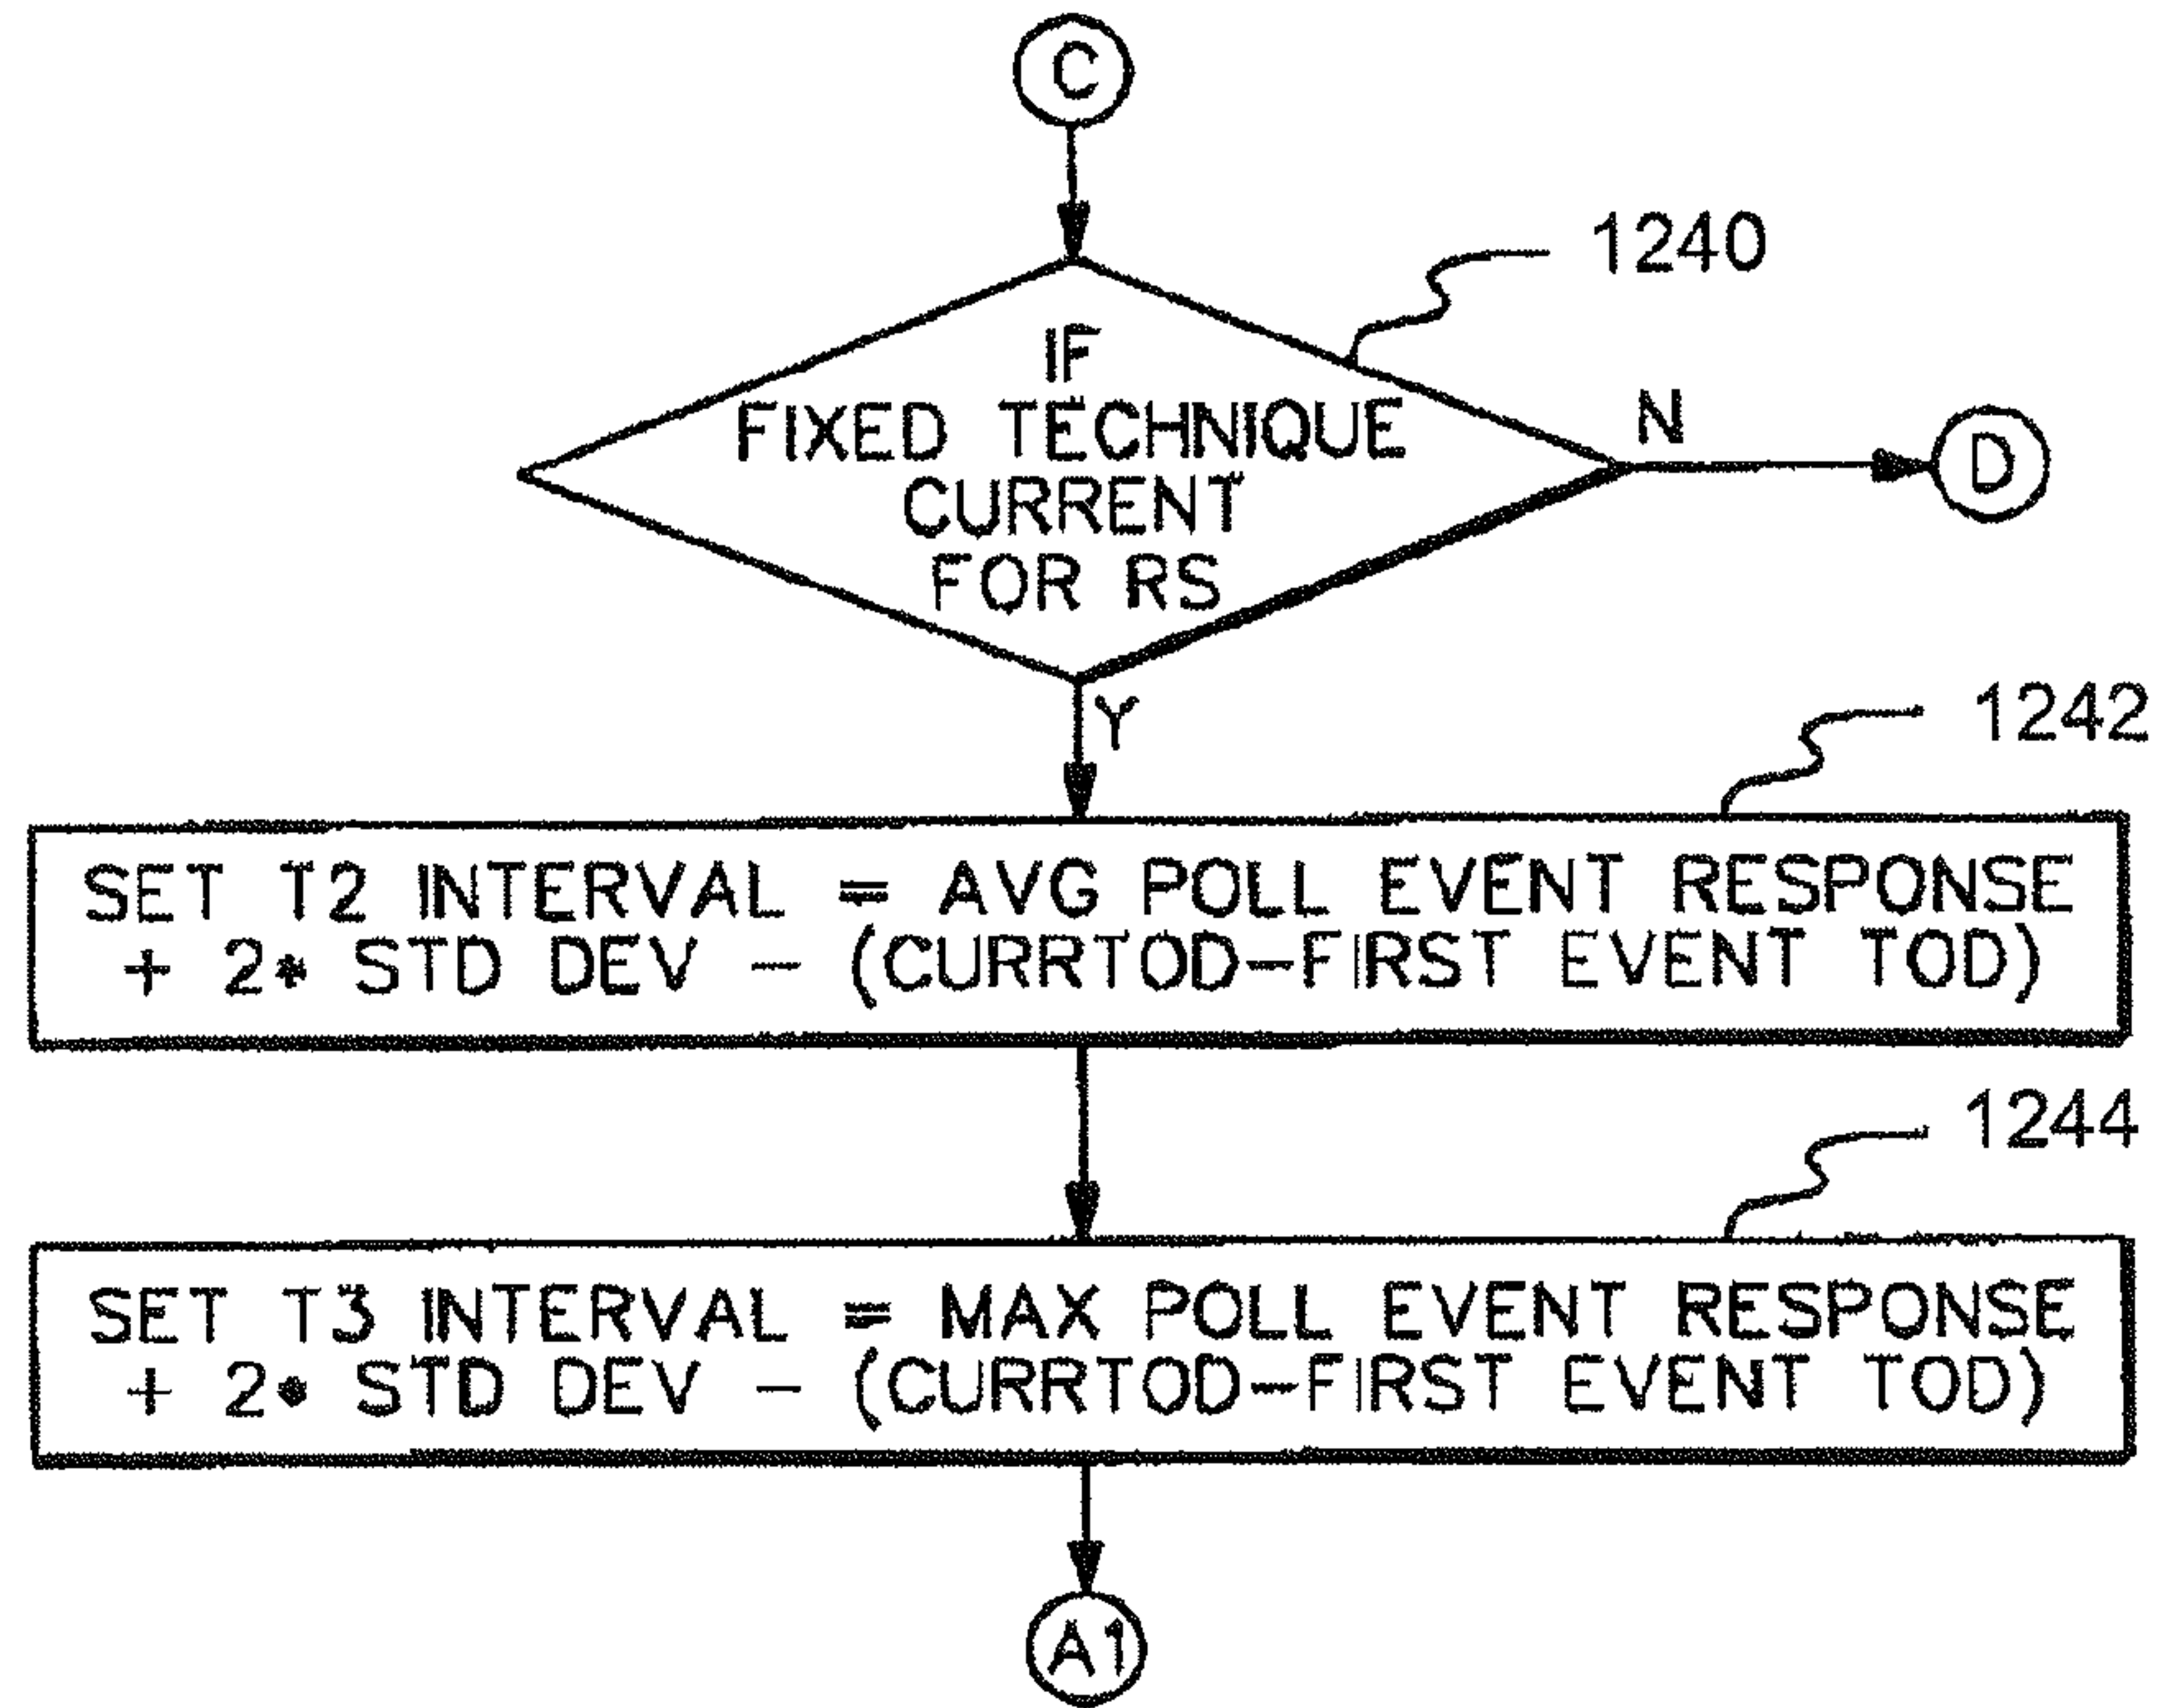 C
1240
IF
FIXED TECHNIQUE
CURRENT
FOR RS
N
D
Y
1242
SET T2 INTERVAL = AVG POLL EVENT RESPONSE
+ 2* STD DEV - (CURRTOD-FIRST EVENT TOD)
1244
SET T3 INTERVAL = MAX POLL EVENT RESPONSE
+ 2* STD DEV - (CURRTOD-FIRST EVENT TOD)
A1